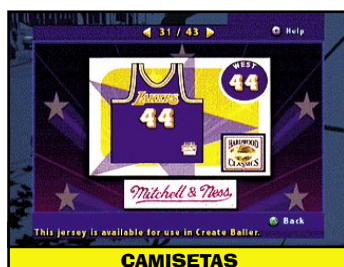 31 / 43
Help
WEST
44
LAKERS
44
HARDWOOD
CLASSICS
Mitchell & Ness
Back
This jersey is available for use in Create Baller.
CAMISETAS